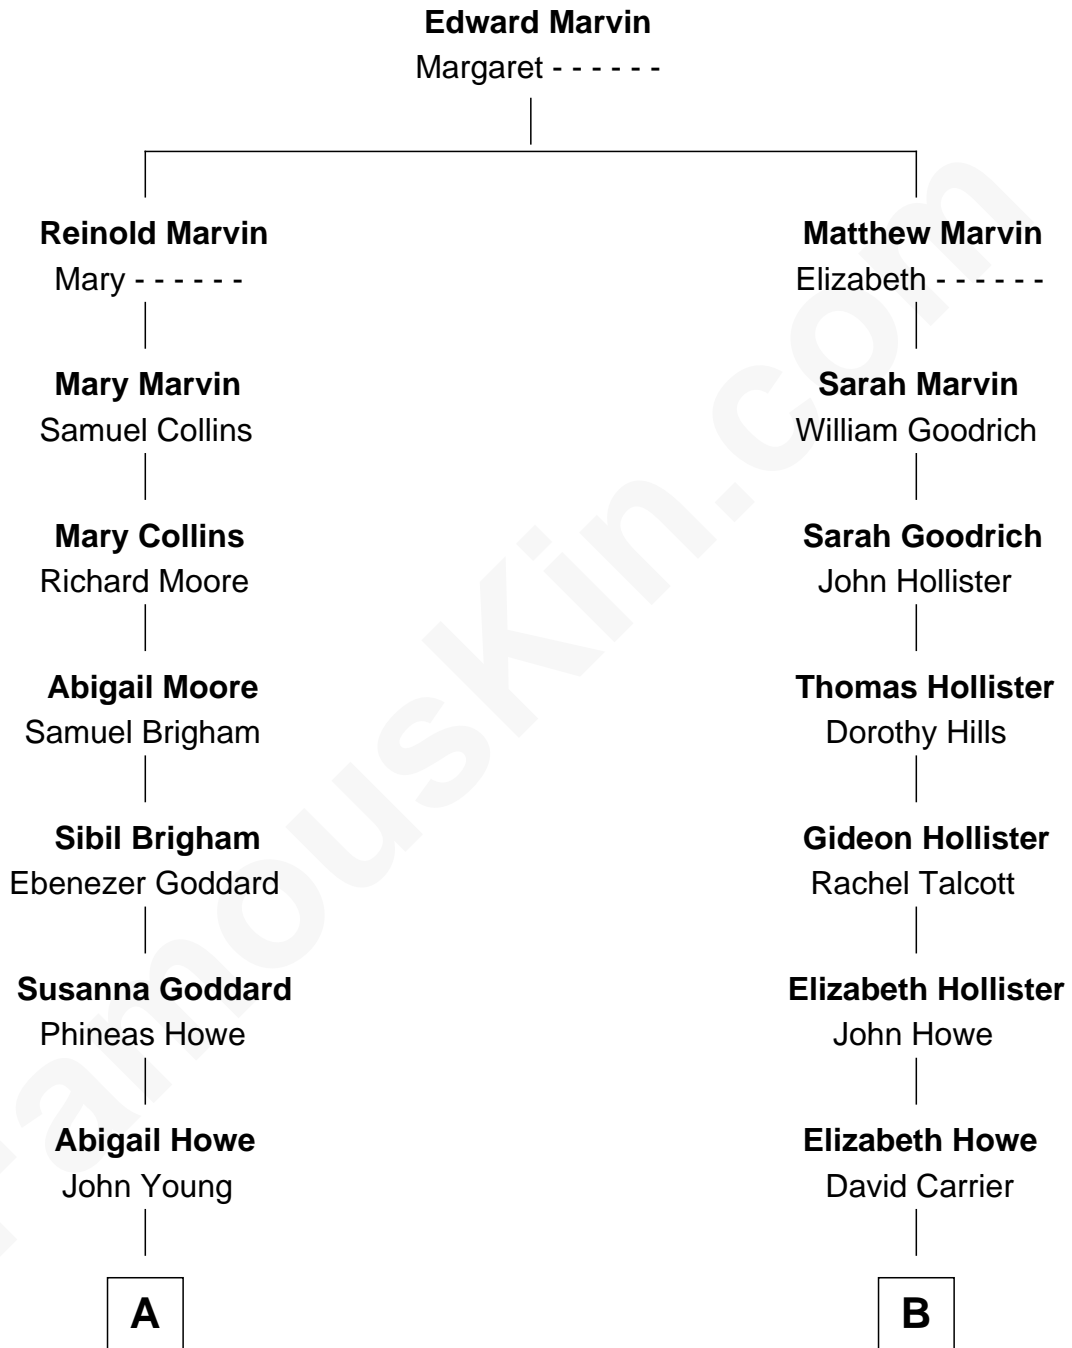 Edward Marvin
Margaret - - - - - -
Reinold Marvin
Mary - - - - - -
Matthew Marvin
Elizabeth - - - - - -
Mary Marvin
Samuel Collins
Sarah Marvin
William Goodrich
Mary Collins
Richard Moore
Sarah Goodrich
John Hollister
Abigail Moore
Samuel Brigham
Thomas Hollister
Dorothy Hills
Sibil Brigham
Ebenezer Goddard
Gideon Hollister
Rachel Talcott
Susanna Goddard
Phineas Howe
Elizabeth Hollister
John Howe
Abigail Howe
John Young
Elizabeth Howe
David Carrier
A
B
FamousKin.com